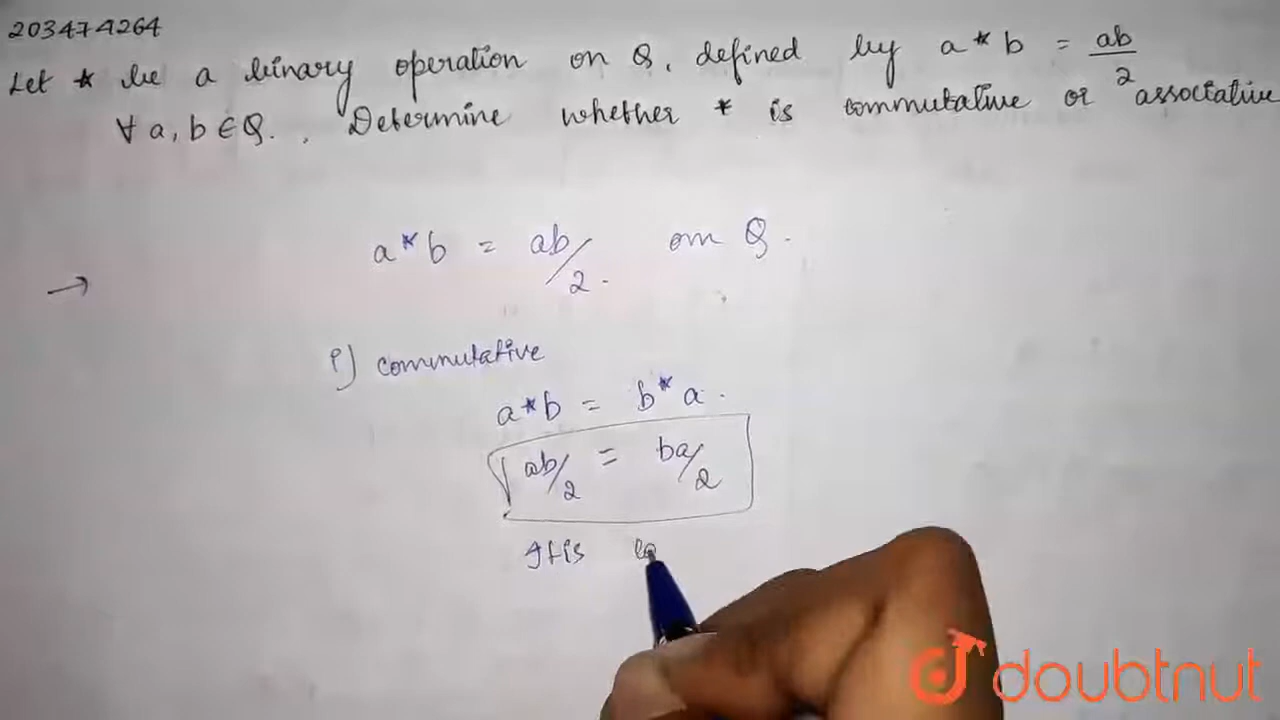 203474264
Let * be a binary operation on Q, defined by a * b = ab/2
∀ a, b ∈ Q. Determine whether * is commutative or associative
→ a * b = ab/2. on Q.
i) commutative
a * b = b * a.
ab/2 = ba/2
It is
doubtnut